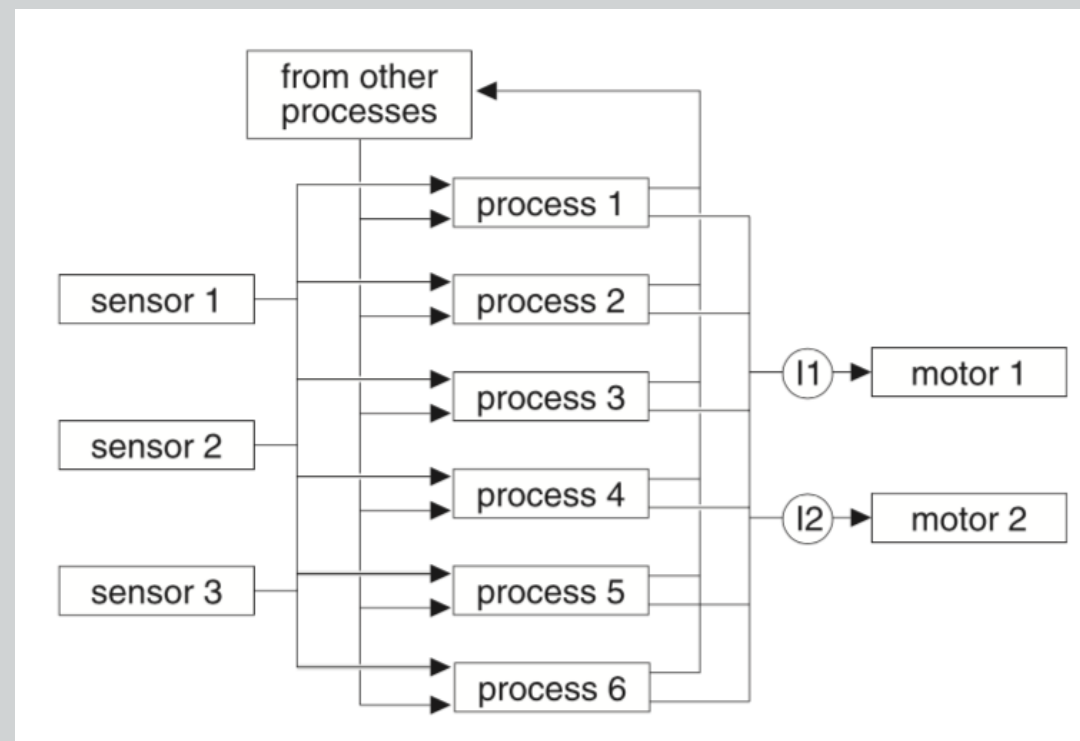 from other
processes
process 1
sensor 1
process 2
process 3
I1
motor 1
sensor 2
process 4
I2
motor 2
sensor 3
process 5
process 6